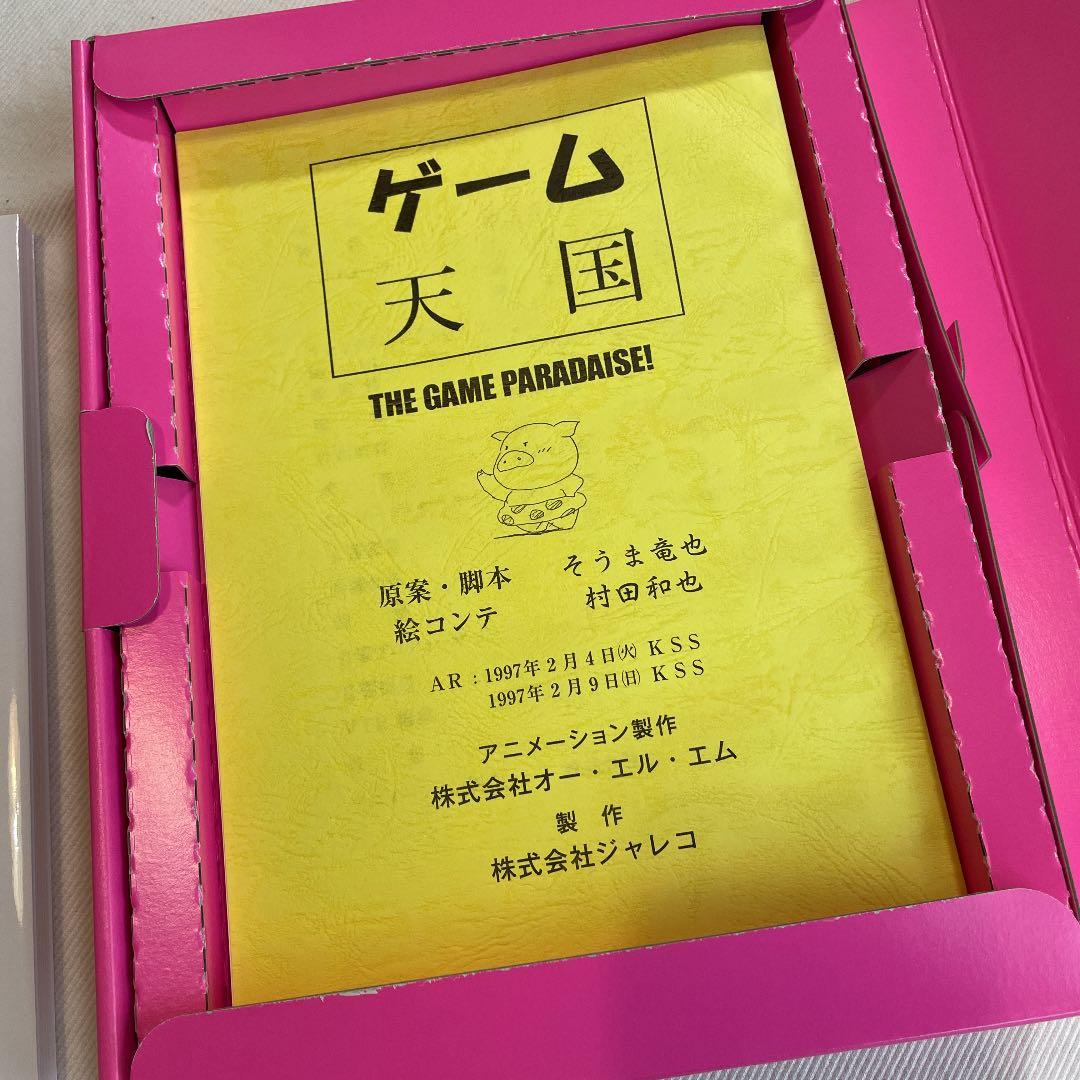 ゲーム
天国
THE GAME PARADAISE!
原案・脚本 そうま竜也
絵コンテ 村田和也
AR：1997年2月4日㈫ KSS
1997年2月9日㈰ KSS
アニメーション製作
株式会社オー・エル・エム
製作
株式会社ジャレコ